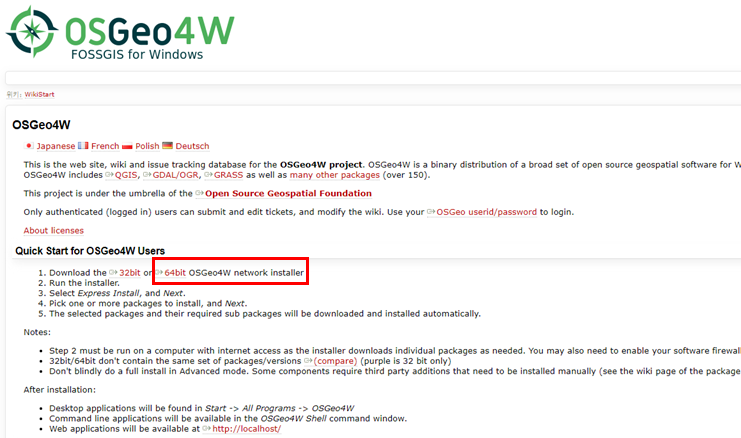 OSGeo4W
FOSSGIS for Windows
WikiStart
OSGeo4W
Japanese French Polish Deutsch
This is the web site, wiki and issue tracking database for the OSGeo4W project. OSGeo4W is a binary distribution of a broad set of open source geospatial software for W
OSGeo4W includes QGIS, GDAL/OGR, GRASS as well as many other packages (over 150).
This project is under the umbrella of the Open Source Geospatial Foundation
Only authenticated (logged in) users can submit and edit tickets, and modify the wiki. Use your OSGeo userid/password to login.
About licenses
Quick Start for OSGeo4W Users
1. Download the 32bit or 64bit OSGeo4W network installer
2. Run the installer.
3. Select Express Install, and Next.
4. Pick one or more packages to install, and Next.
5. The selected packages and their required sub packages will be downloaded and installed automatically.
Notes:
• Step 2 must be run on a computer with internet access as the installer downloads individual packages as needed. You may also need to enable your software firewal
• 32bit/64bit don't contain the same set of packages/versions (compare) (purple is 32 bit only)
• Don't blindly do a full install in Advanced mode. Some components require third party additions that need to be installed manually (see the wiki page of the package
After installation:
• Desktop applications will be found in Start -> All Programs -> OSGeo4W
• Command line applications will be available in the OSGeo4W Shell command window.
• Web applications will be available at http://localhost/